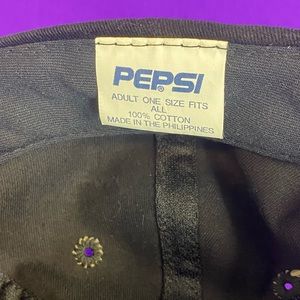 PEPSI®
ADULT ONE SIZE FITS
ALL
100% COTTON
MADE IN THE PHILIPPINES